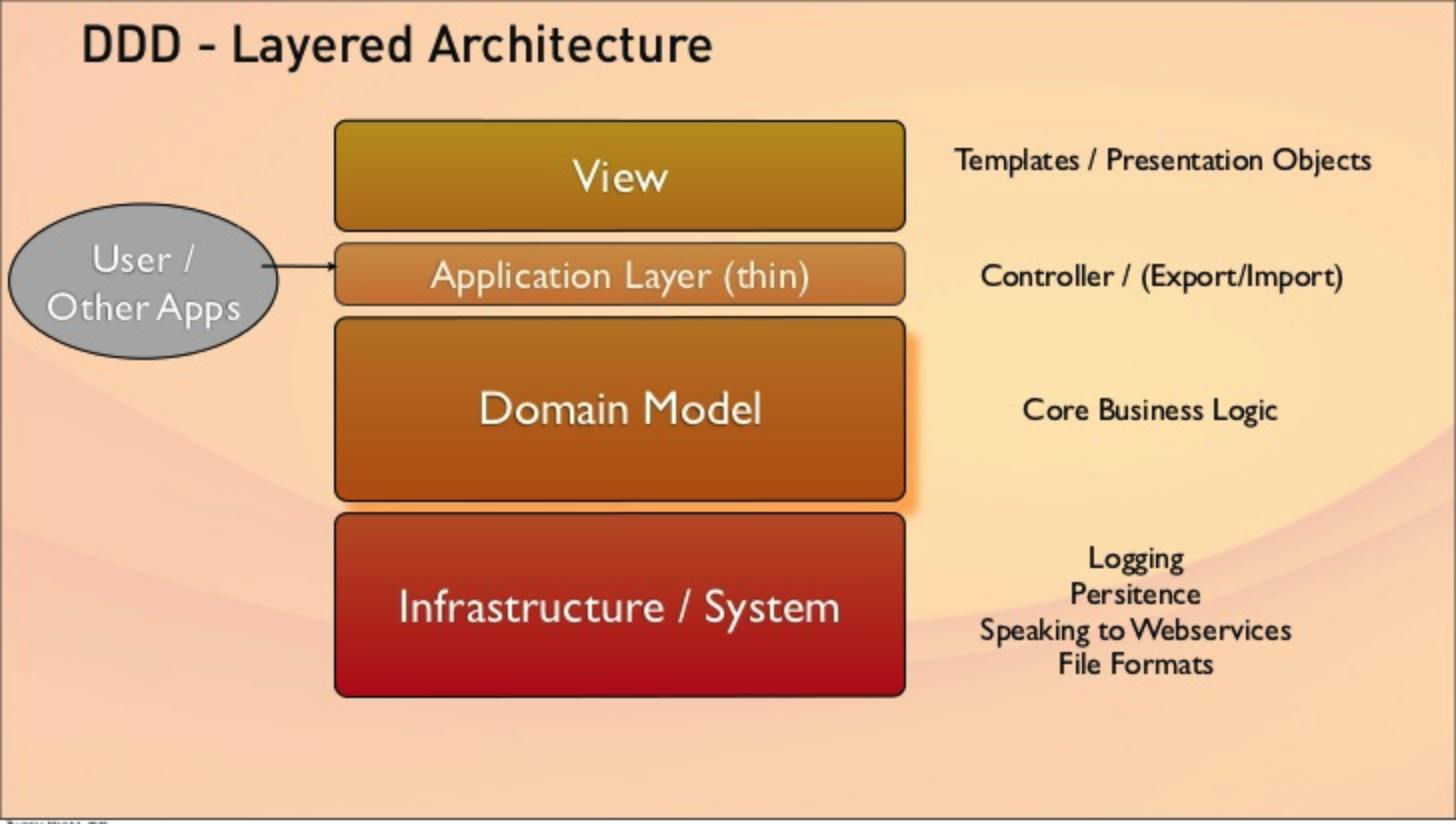 DDD - Layered Architecture
View
Templates / Presentation Objects
User /
Other Apps
Application Layer (thin)
Controller / (Export/Import)
Domain Model
Core Business Logic
Infrastructure / System
Logging
Persitence
Speaking to Webservices
File Formats